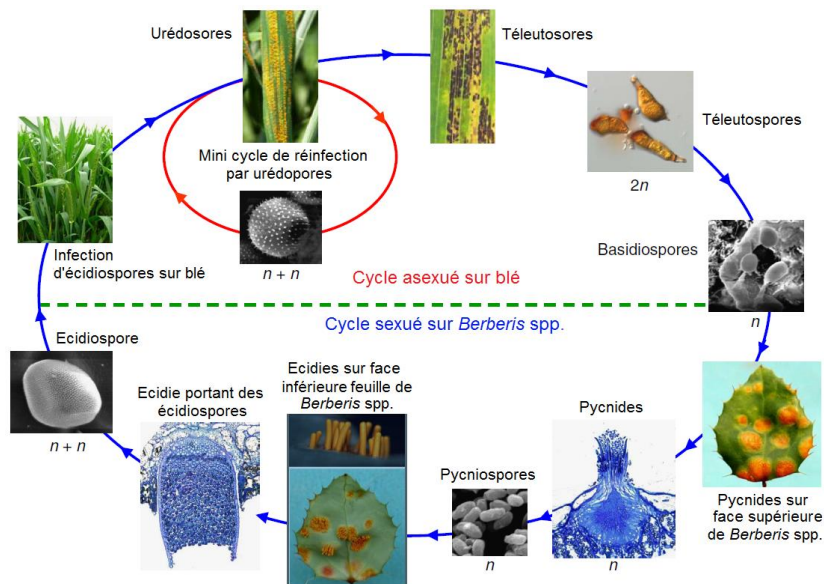 Urédosores
Téleutosores
Téleutospores
2n
Mini cycle de réinfection
par urédopores
n + n
Infection
d'écidiospores sur blé
Basidiospores
n
Cycle asexué sur blé
Cycle sexué sur Berberis spp.
Ecidiospore
n + n
Ecidie portant des
écidiospores
Ecidies sur face
inférieure feuille de
Berberis spp.
Pycniospores
n
Pycnides
n
Pycnides sur
face supérieure
de Berberis spp.